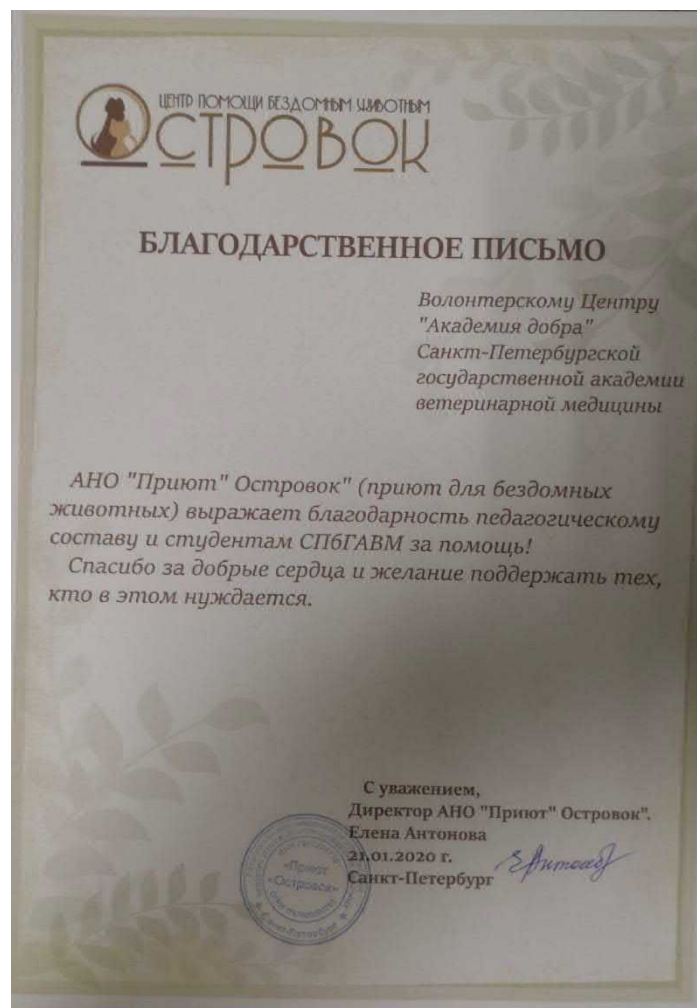 ЦЕНТР ПОМОЩИ БЕЗДОМНЫМ ЖИВОТНЫМ
ОСТРОВОК
БЛАГОДАРСТВЕННОЕ ПИСЬМО
Волонтерскому Центру
"Академия добра"
Санкт-Петербургской
государственной академии
ветеринарной медицины
АНО "Приют" Островок" (приют для бездомных
животных) выражает благодарность педагогическому
составу и студентам СПбГАВМ за помощь!
Спасибо за добрые сердца и желание поддержать тех,
кто в этом нуждается.
С уважением,
Директор АНО "Приют" Островок".
Елена Антонова
21.01.2020 г.
Санкт-Петербург
«Приют
«Островок»